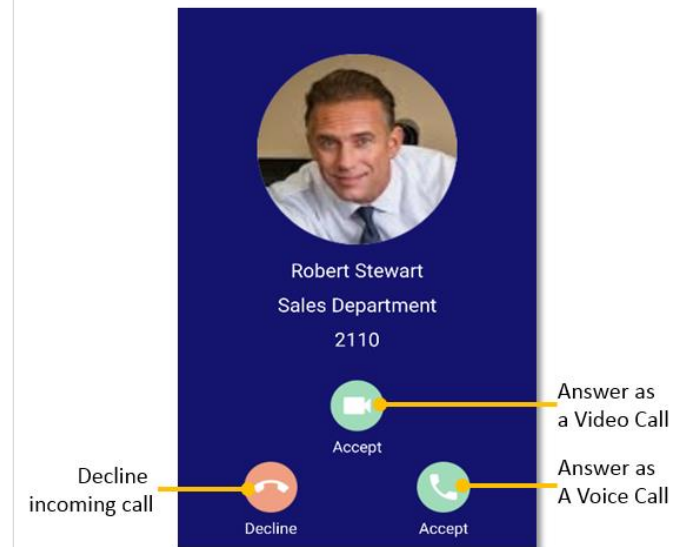 Robert Stewart
Sales Department
2110
Answer as
a Video Call
Accept
Decline
incoming call
Answer as
A Voice Call
Decline
Accept